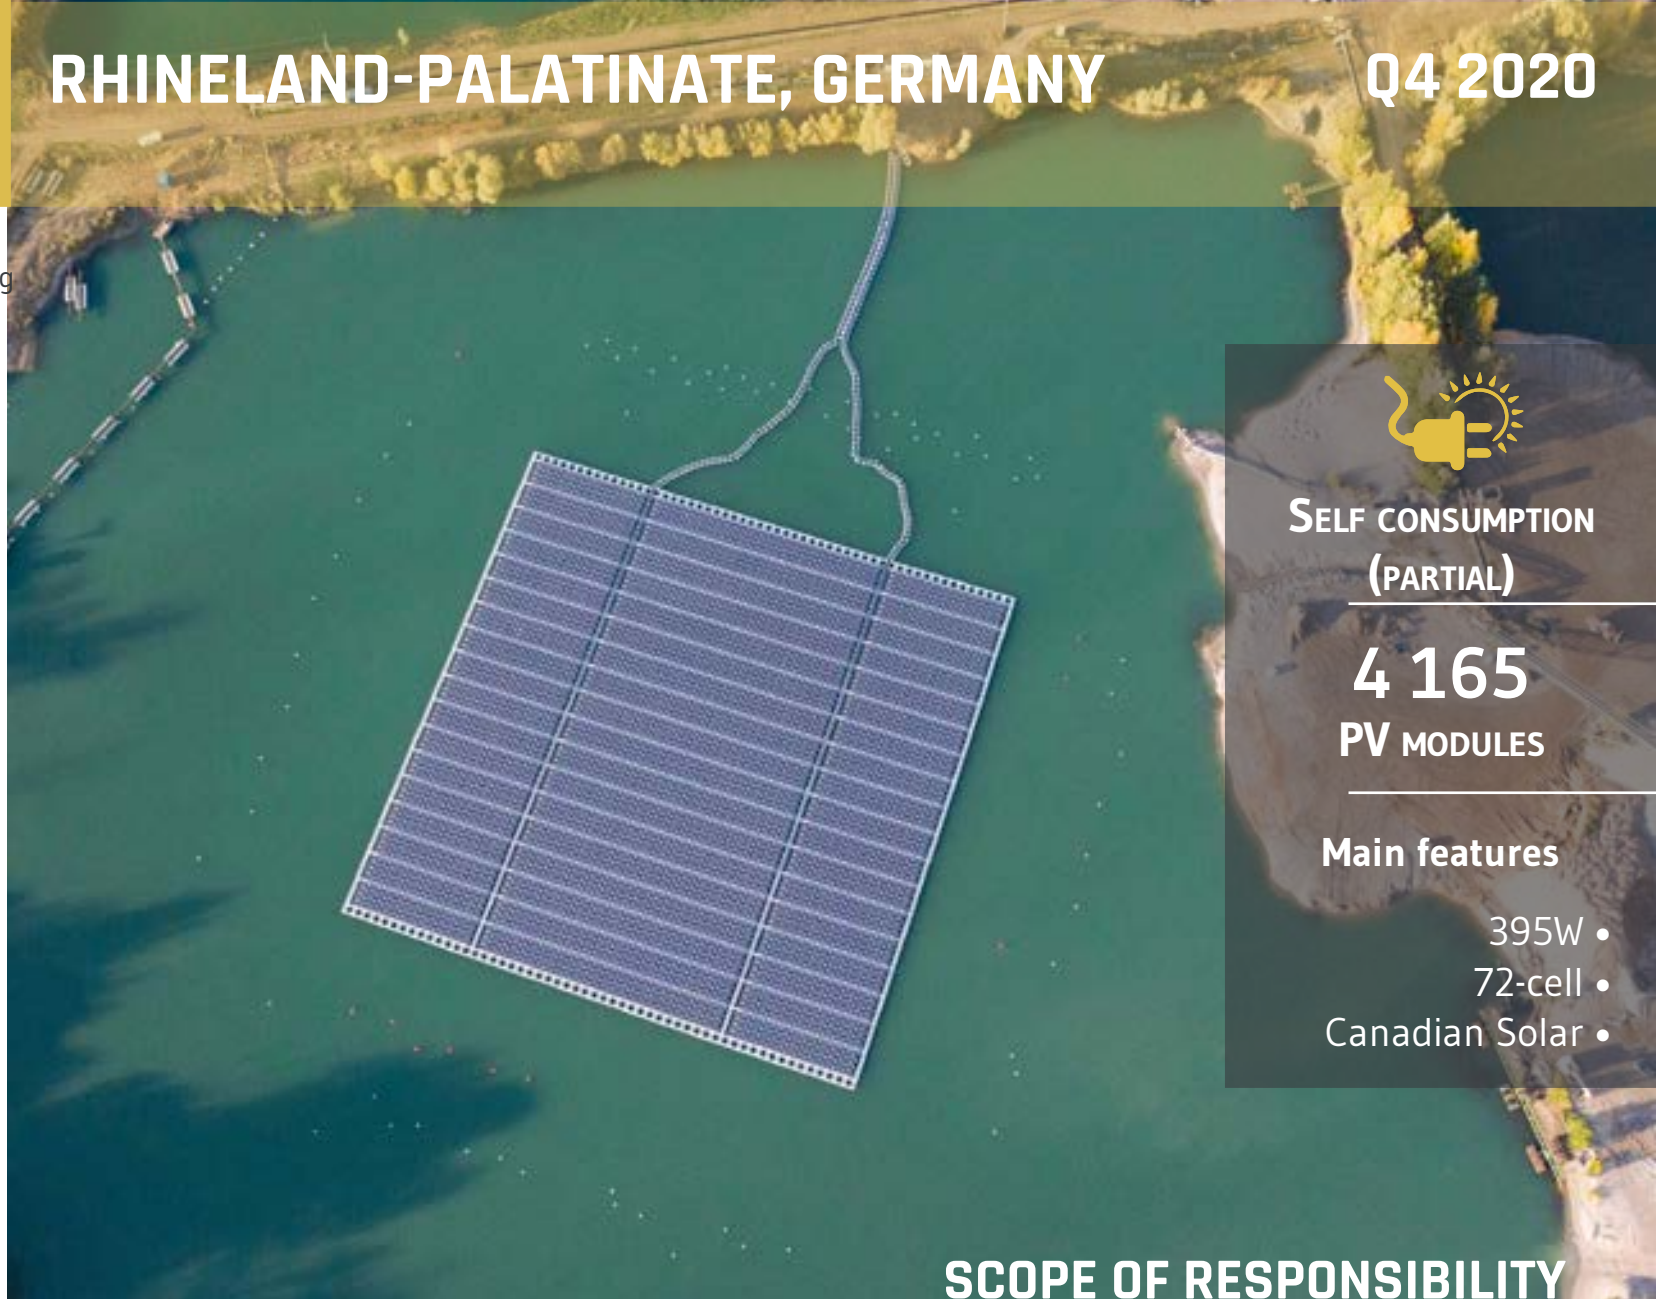 RHINELAND-PALATINATE, GERMANY
Q4 2020
g
SELF CONSUMPTION
(PARTIAL)
4 165
PV MODULES
Main features
395W •
72-cell •
Canadian Solar •
SCOPE OF RESPONSIBILITY